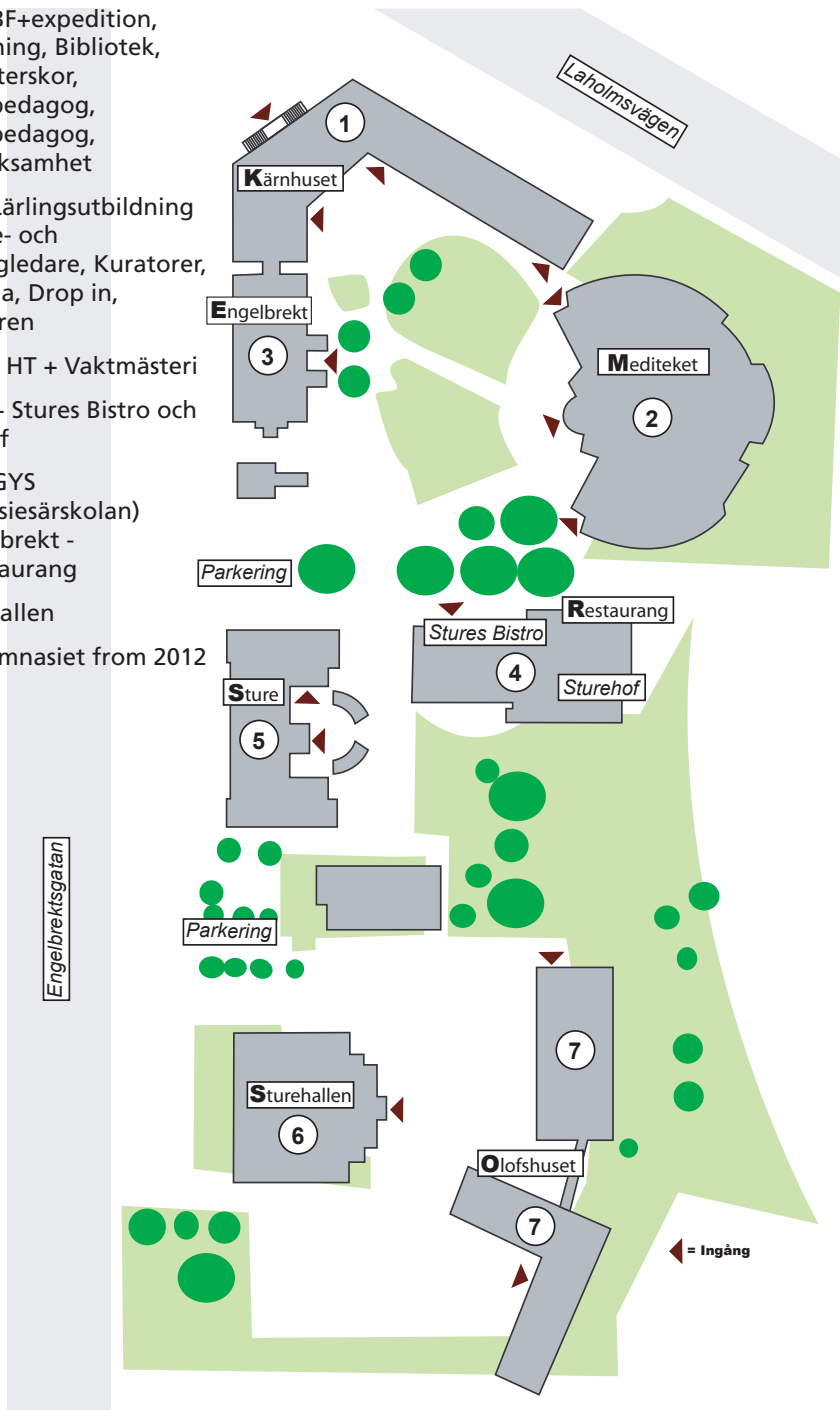 BF+expedition,
ning, Bibliotek,
terskor,
pedagog,
pedagog,
ksamhet
Lärlingsutbildning
e- och
gledare, Kuratorer,
a, Drop in,
ren
HT + Vaktmästeri
- Stures Bistro och
f
GYS
siesärskolan)
brekt -
aurang
allen
mnasiet from 2012
Laholmsvägen
1
Kärnhuset
Engelbrekt
3
Mediteket
2
Parkering
Restaurang
Stures Bistro
4
Sturehof
Sture
5
Engelbrektsgatan
Parkering
7
Sturehallen
6
Olofshuset
7
= Ingång